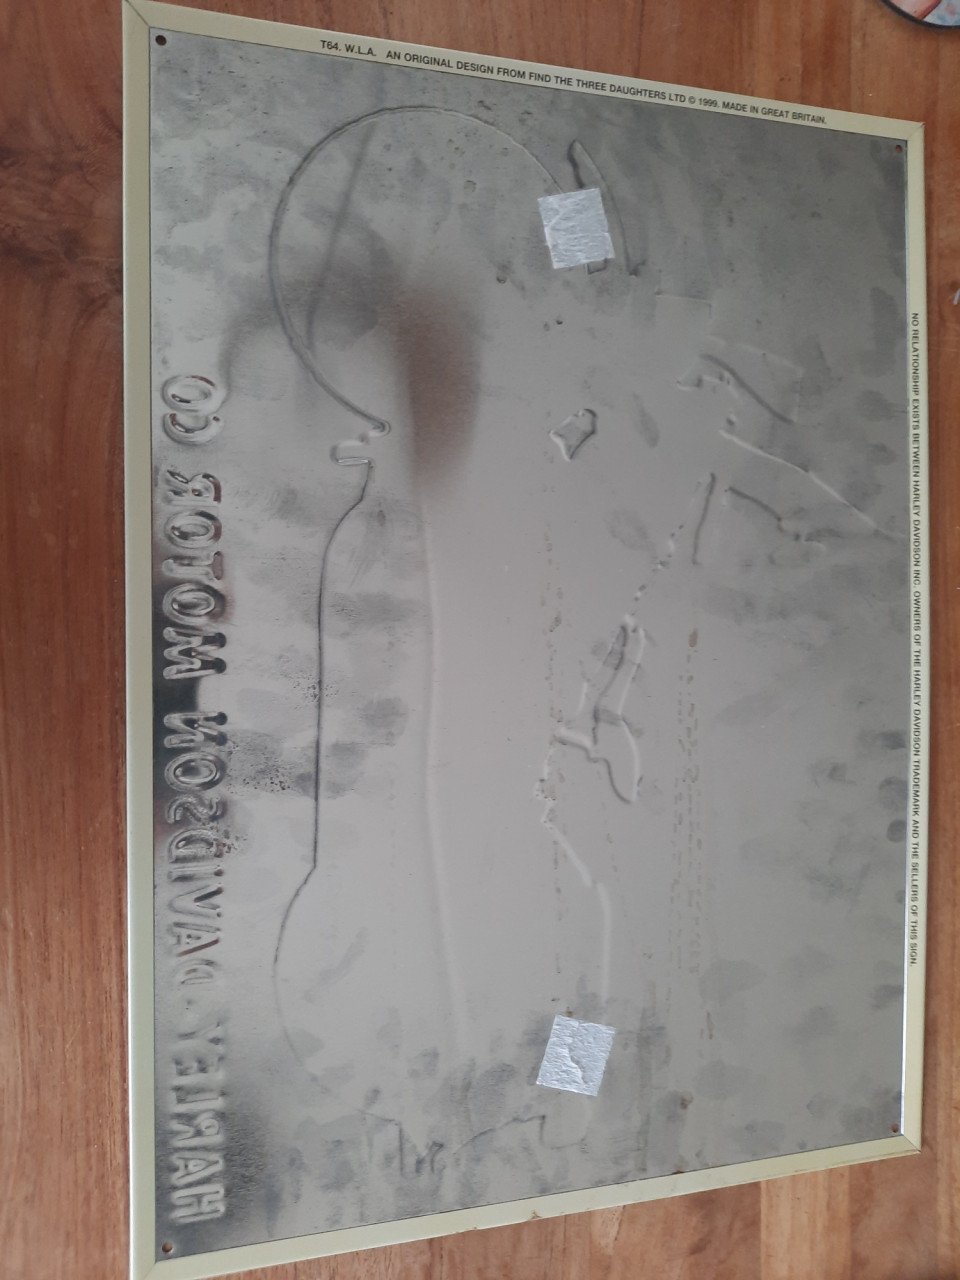 T64. W.L.A. AN ORIGINAL DESIGN FROM FIND THE THREE DAUGHTERS LTD © 1999. MADE IN GREAT BRITAIN.
NO RELATIONSHIP EXISTS BETWEEN HARLEY DAVIDSON INC. OWNERS OF THE HARLEY DAVIDSON TRADEMARK AND THE SELLERS OF THIS SIGN.
HARLEY-DAVIDSON MOTOR CO